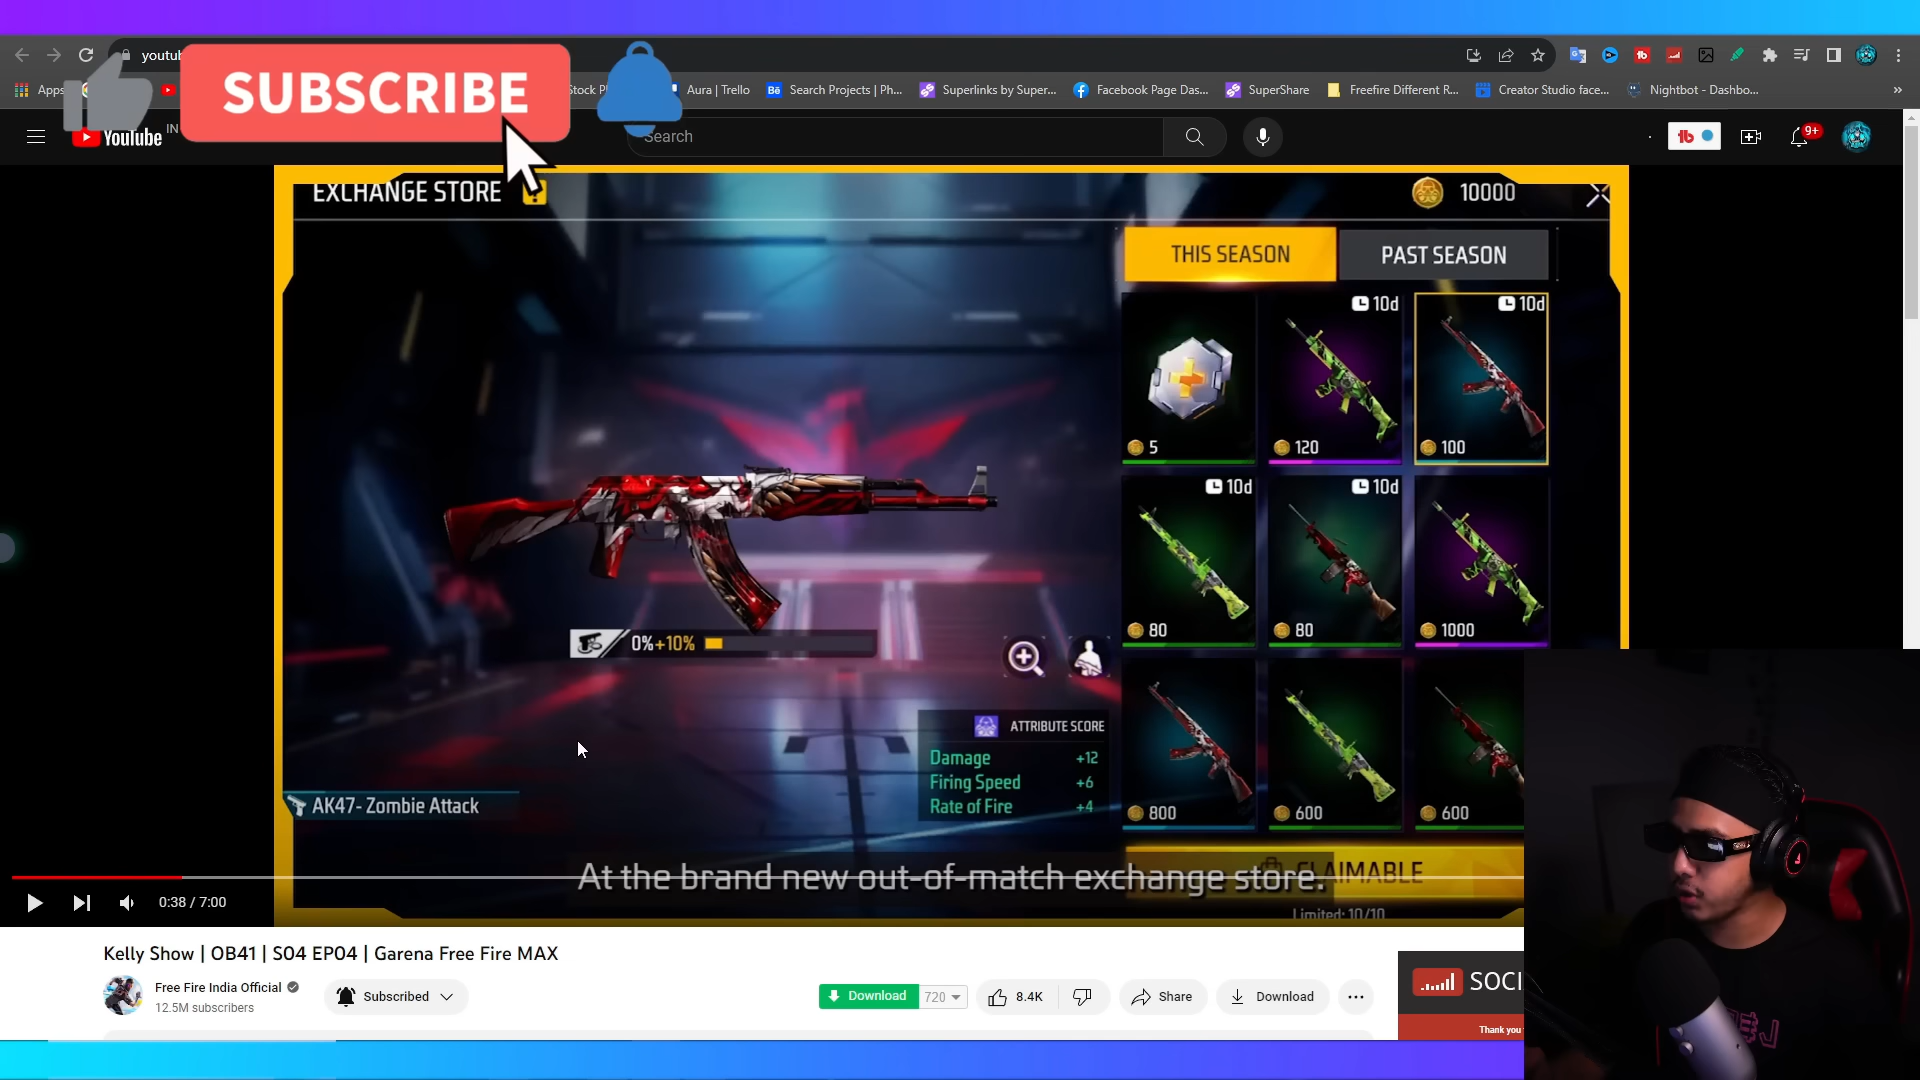 youtub
SUBSCRIBE
Apps
Stock P
Aura | Trello
Search Projects | Ph...
Superlinks by Super...
Facebook Page Das...
SuperShare
Freefire Different R...
Creator Studio face...
Nightbot - Dashbo...
»
YouTube
IN
Search
9+
EXCHANGE STORE
10000
THIS SEASON
PAST SEASON
10d
10d
5
120
100
10d
10d
80
80
1000
0%+10%
ATTRIBUTE SCORE
Damage +12
Firing Speed +6
Rate of Fire +4
AK47- Zombie Attack
800
600
600
At the brand new out-of-match exchange store.
AIMABLE
Limited: 10/10
0:38 / 7:00
Kelly Show | OB41 | S04 EP04 | Garena Free Fire MAX
Free Fire India Official
12.5M subscribers
Subscribed
Download
720
8.4K
Share
Download
SOCI
Thank you